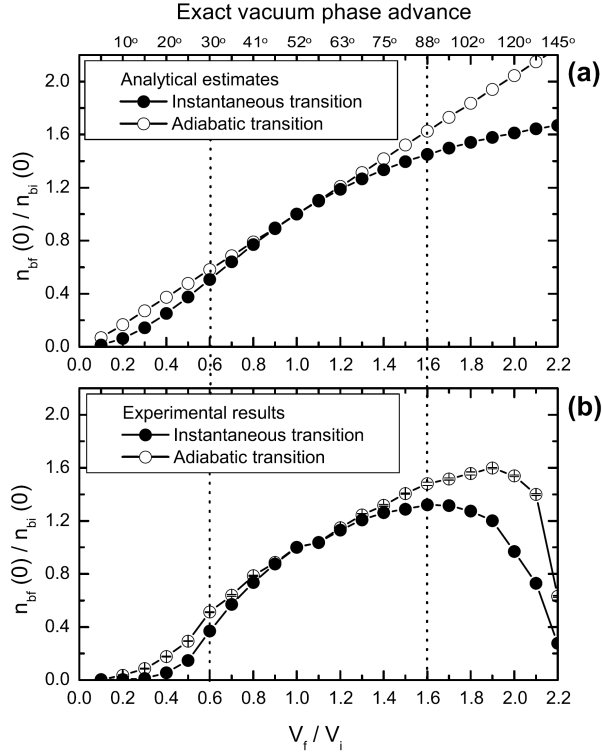 Exact vacuum phase advance
10° 20° 30° 41° 52° 63° 75° 88° 102° 120° 145°
(a)
Analytical estimates
Instantaneous transition
Adiabatic transition
n_bf (0) / n_bi (0)
2.2
2.0
1.6
1.2
0.8
0.4
0.0
0.0 0.2 0.4 0.6 0.8 1.0 1.2 1.4 1.6 1.8 2.0 2.2
(b)
Experimental results
Instantaneous transition
Adiabatic transition
n_bf (0) / n_bi (0)
2.0
1.6
1.2
0.8
0.4
0.0
0.0 0.2 0.4 0.6 0.8 1.0 1.2 1.4 1.6 1.8 2.0 2.2
V_f / V_i